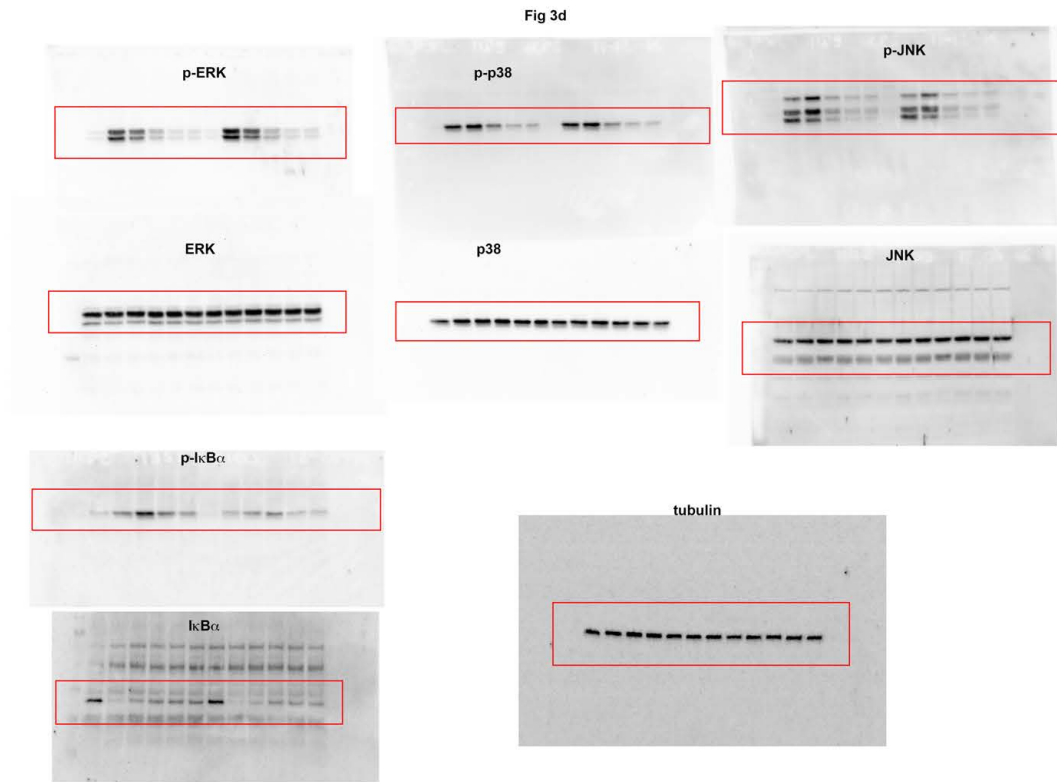 Fig 3d
p-ERK
p-p38
p-JNK
ERK
p38
JNK
p-IκBα
tubulin
IκBα